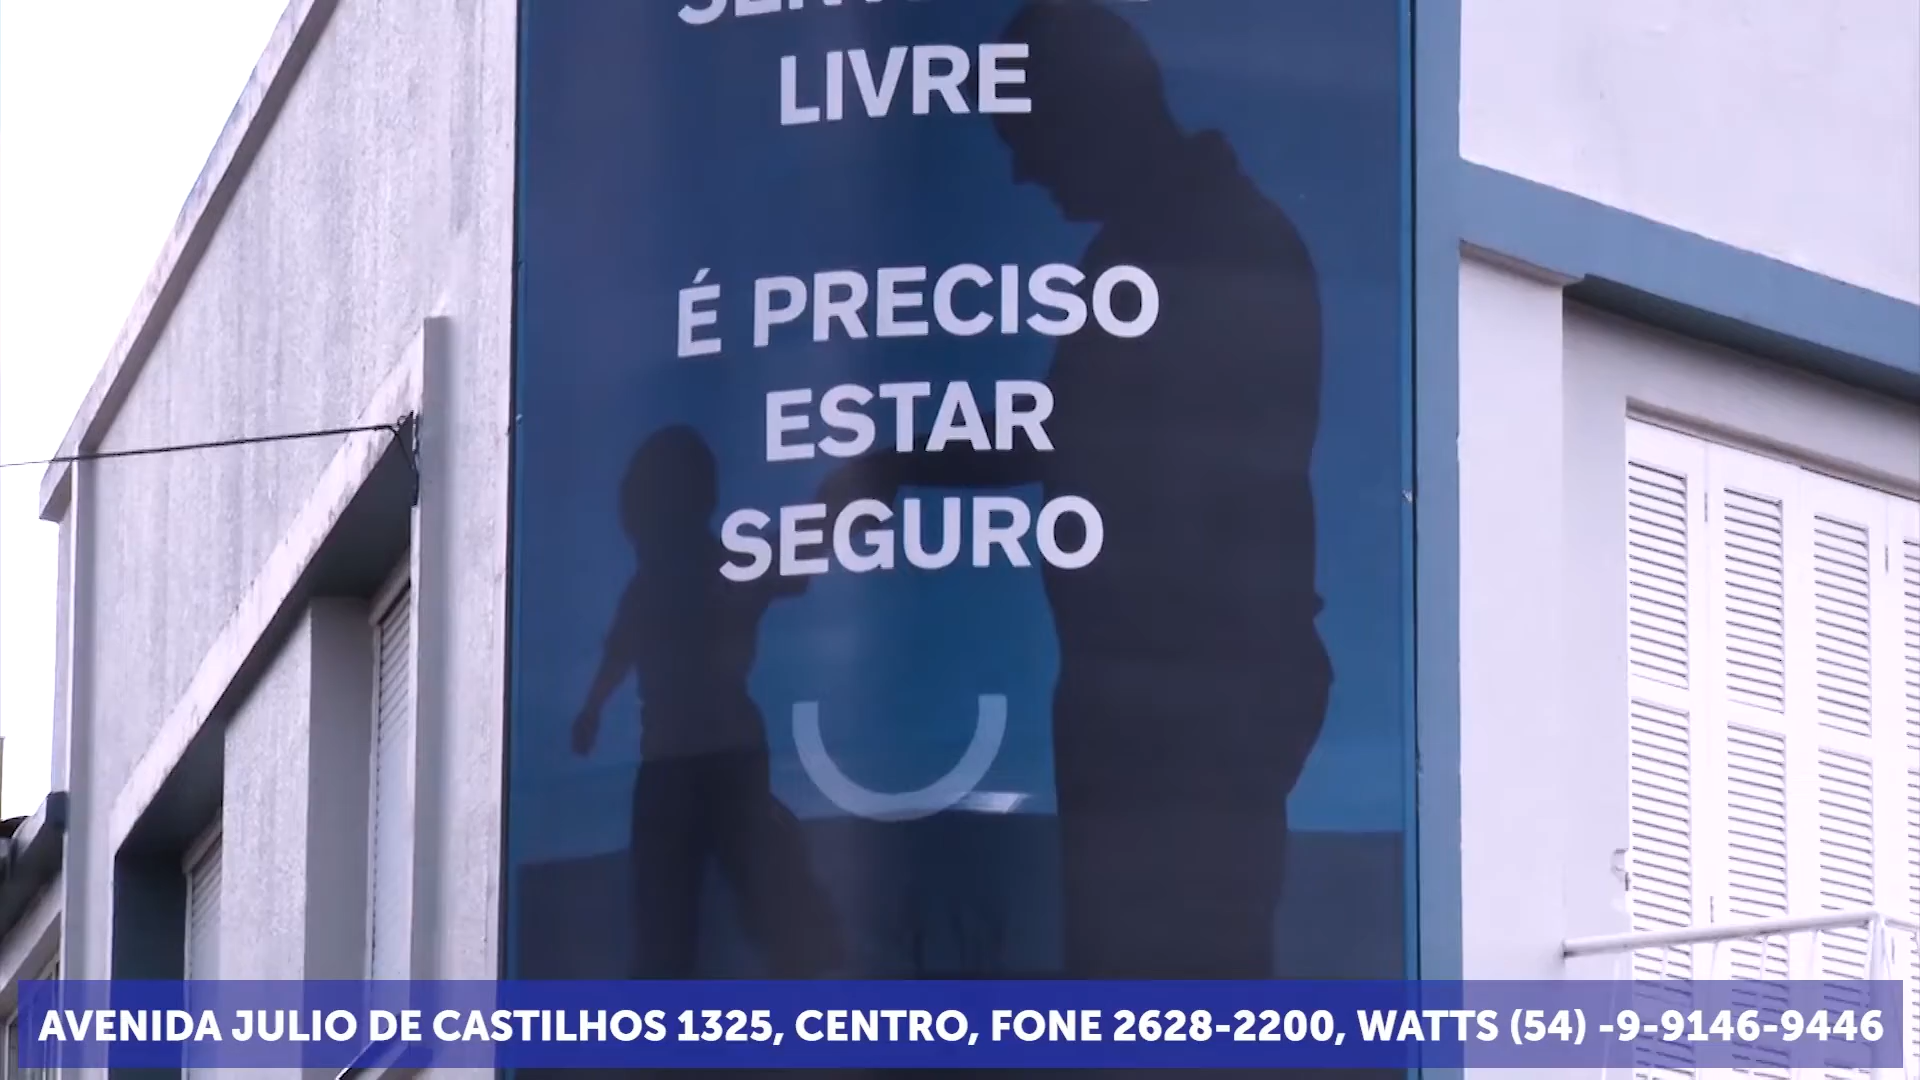 LIVRE
É PRECISO
ESTAR
SEGURO
AVENIDA JULIO DE CASTILHOS 1325, CENTRO, FONE 2628-2200, WATTS (54) -9-9146-9446